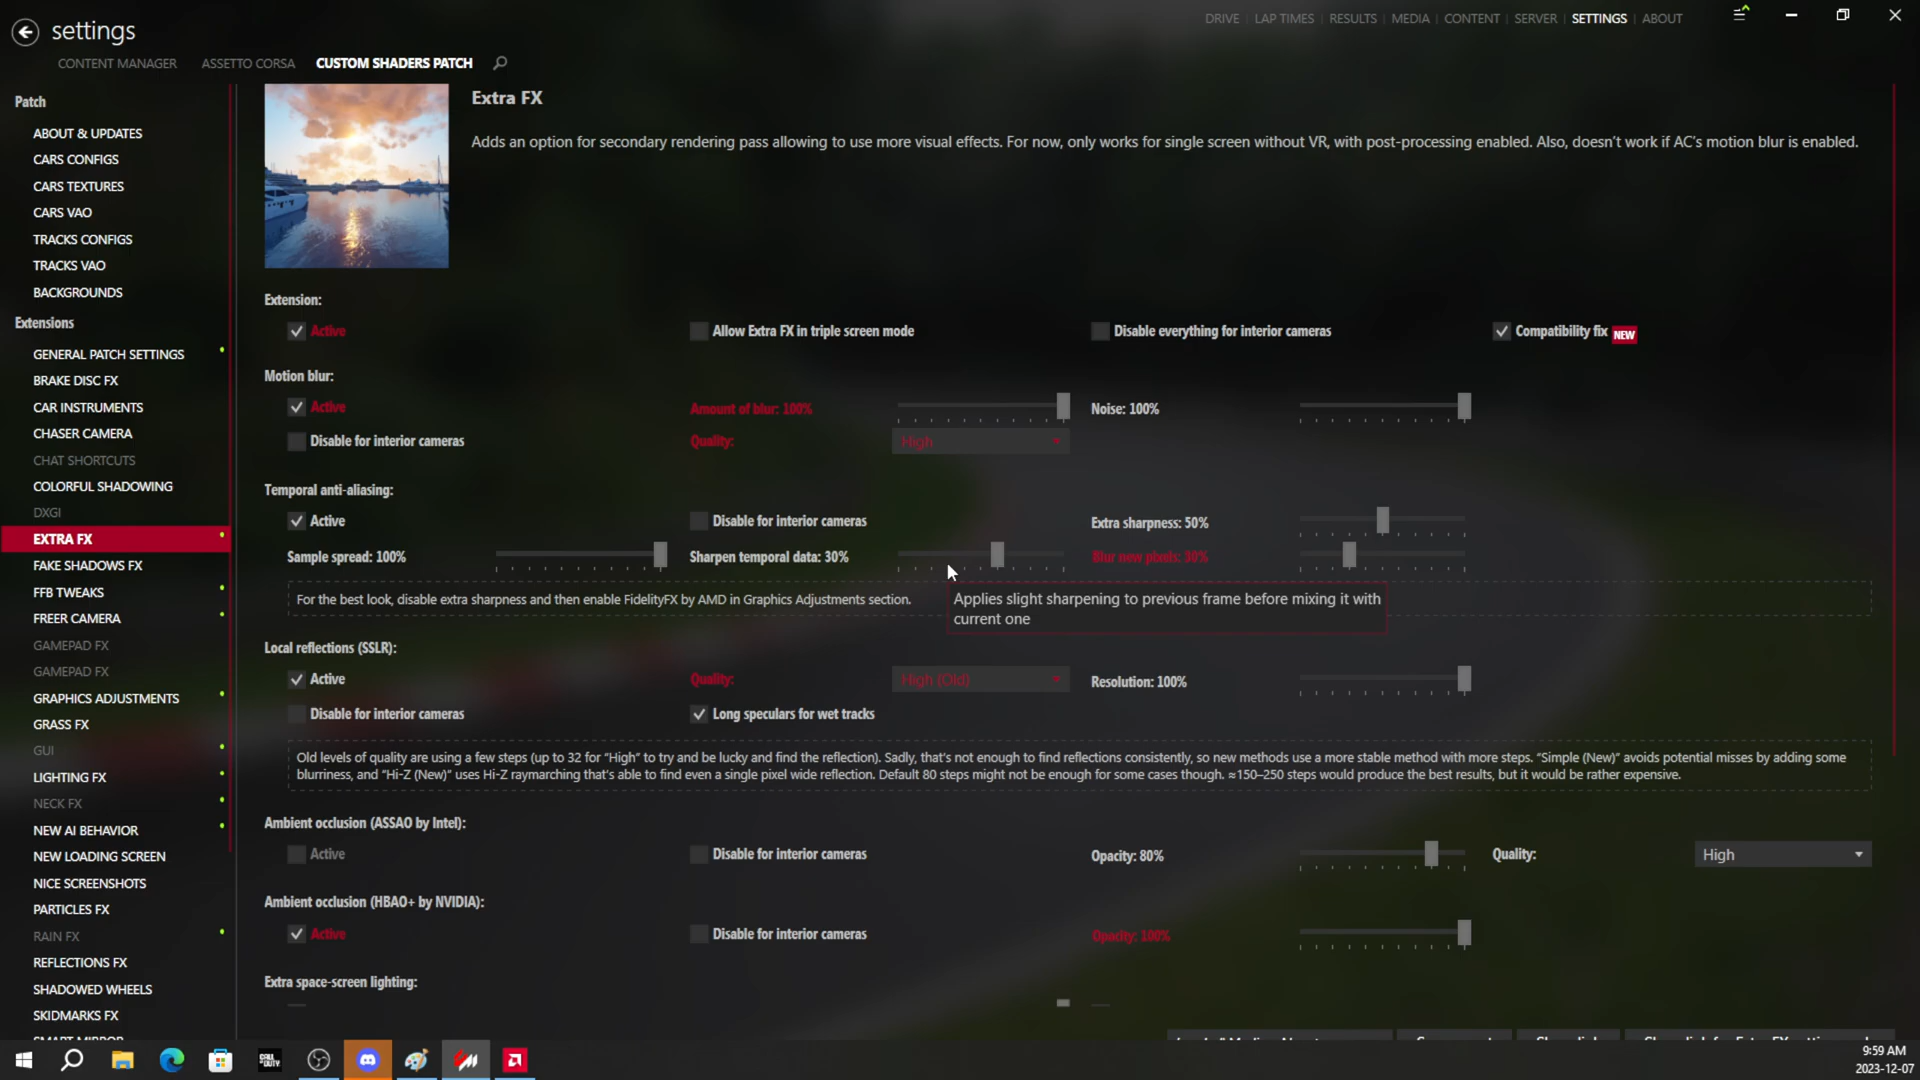 settings
DRIVE | LAP TIMES | RESULTS | MEDIA | CONTENT | SERVER | SETTINGS | ABOUT
CONTENT MANAGER ASSETTO CORSA CUSTOM SHADERS PATCH
Patch
ABOUT & UPDATES
CARS CONFIGS
CARS TEXTURES
CARS VAO
TRACKS CONFIGS
TRACKS VAO
BACKGROUNDS
Extensions
GENERAL PATCH SETTINGS
BRAKE DISC FX
CAR INSTRUMENTS
CHASER CAMERA
CHAT SHORTCUTS
COLORFUL SHADOWING
DXGI
EXTRA FX
FAKE SHADOWS FX
FFB TWEAKS
FREER CAMERA
GAMEPAD FX
GAMEPAD FX
GRAPHICS ADJUSTMENTS
GRASS FX
GUI
LIGHTING FX
NECK FX
NEW AI BEHAVIOR
NEW LOADING SCREEN
NICE SCREENSHOTS
PARTICLES FX
RAIN FX
REFLECTIONS FX
SHADOWED WHEELS
SKIDMARKS FX
Extra FX
Adds an option for secondary rendering pass allowing to use more visual effects. For now, only works for single screen without VR, with post-processing enabled. Also, doesn't work if AC's motion blur is enabled.
Extension:
Active Allow Extra FX in triple screen mode Disable everything for interior cameras Compatibility fix NEW
Motion blur:
Active Amount of blur: 100% Noise: 100%
Disable for interior cameras Quality: High
Temporal anti-aliasing:
Active Disable for interior cameras Extra sharpness: 50%
Sample spread: 100% Sharpen temporal data: 30% Blur new pixels: 30%
For the best look, disable extra sharpness and then enable FidelityFX by AMD in Graphics Adjustments section.
Applies slight sharpening to previous frame before mixing it with
current one
Local reflections (SSLR):
Active Quality: High (Old) Resolution: 100%
Disable for interior cameras Long speculars for wet tracks
Old levels of quality are using a few steps (up to 32 for “High” to try and be lucky and find the reflection). Sadly, that's not enough to find reflections consistently, so new methods use a more stable method with more steps. “Simple (New)” avoids potential misses by adding some
blurriness, and “Hi-Z (New)” uses Hi-Z raymarching that's able to find even a single pixel wide reflection. Default 80 steps might not be enough for some cases though. ≈150–250 steps would produce the best results, but it would be rather expensive.
Ambient occlusion (ASSAO by Intel):
Active Disable for interior cameras Opacity: 80% Quality: High
Ambient occlusion (HBAO+ by NVIDIA):
Active Disable for interior cameras Opacity: 100%
Extra space-screen lighting:
CALL OF DUTY
9:59 AM
2023-12-07